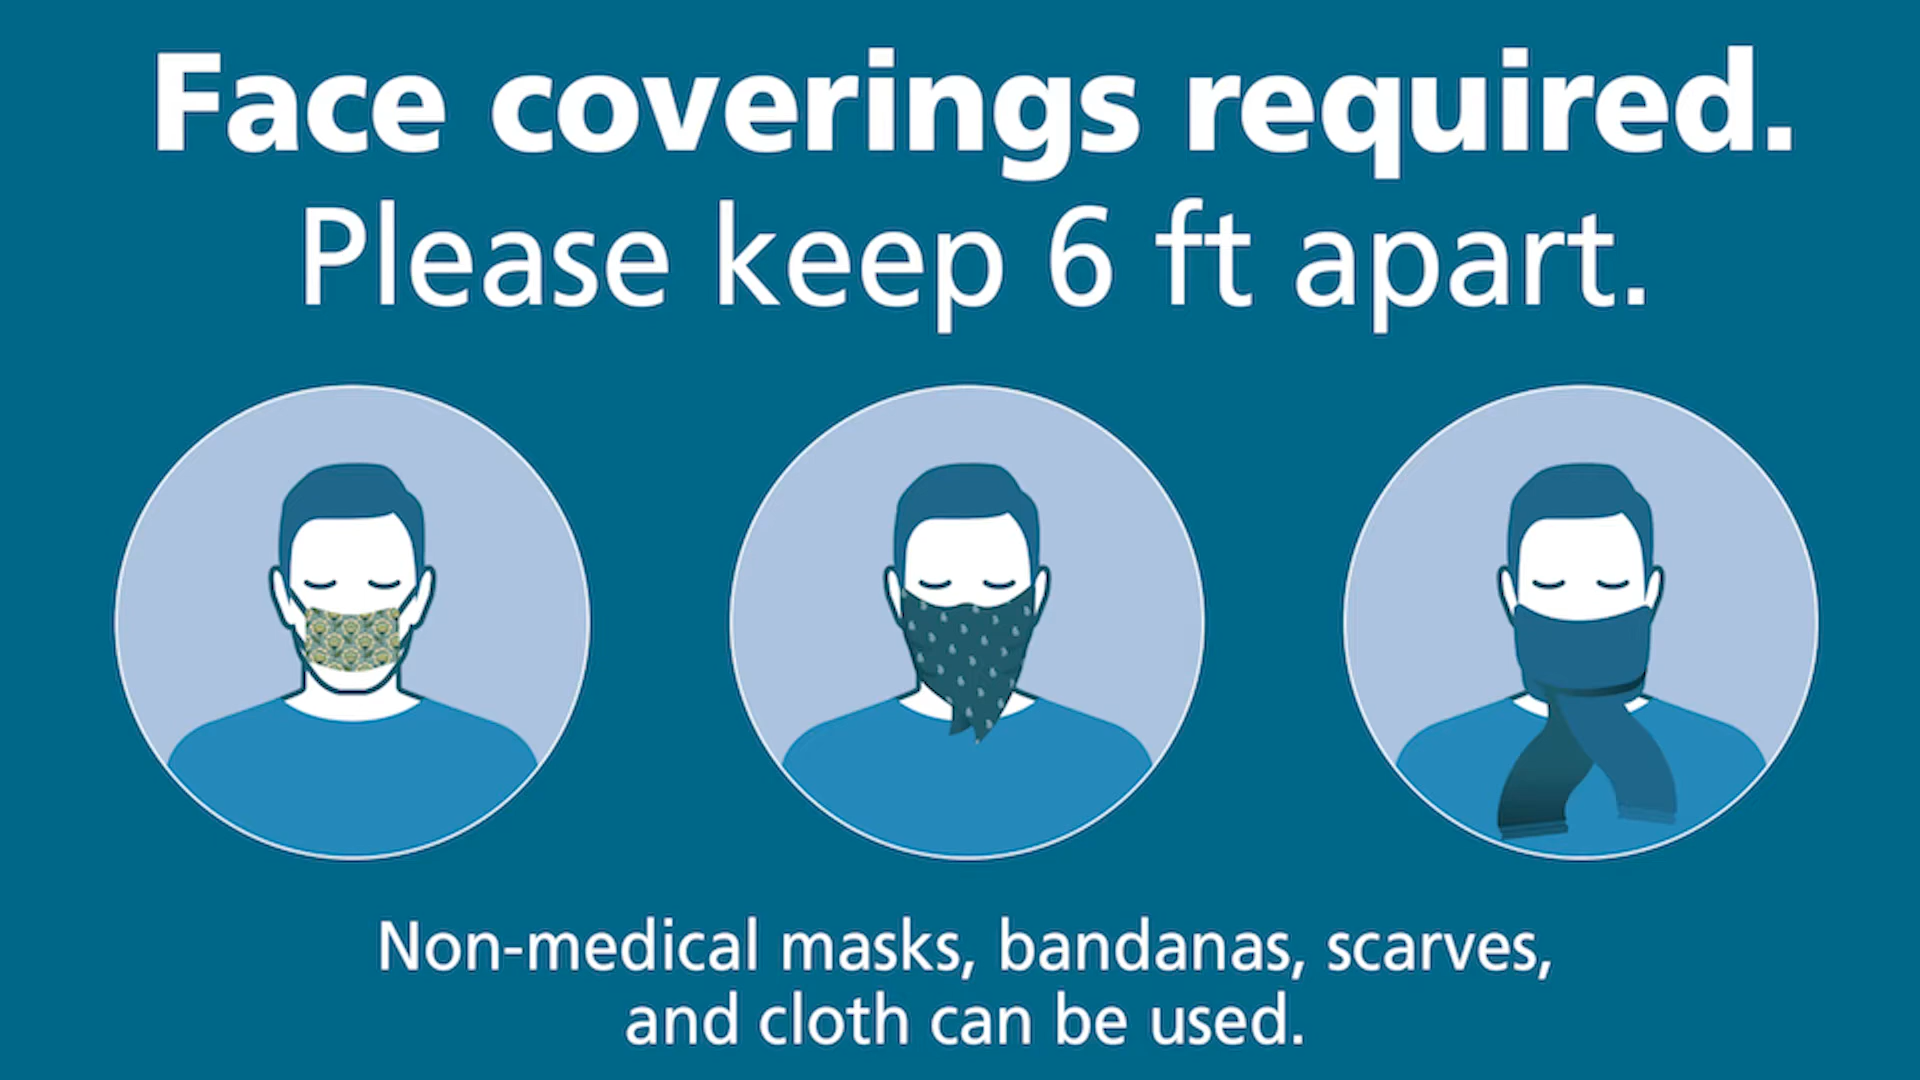 Face coverings required.
Please keep 6 ft apart.
Non-medical masks, bandanas, scarves,
and cloth can be used.